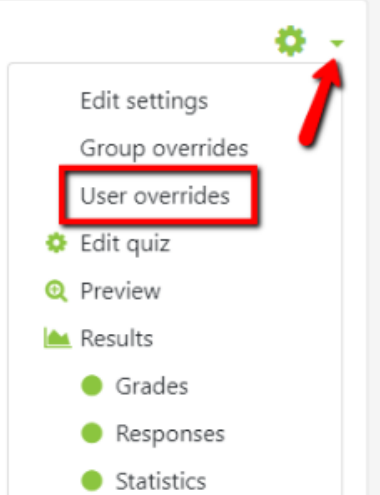 Edit settings
Group overrides
User overrides
Edit quiz
Preview
Results
Grades
Responses
Statistics